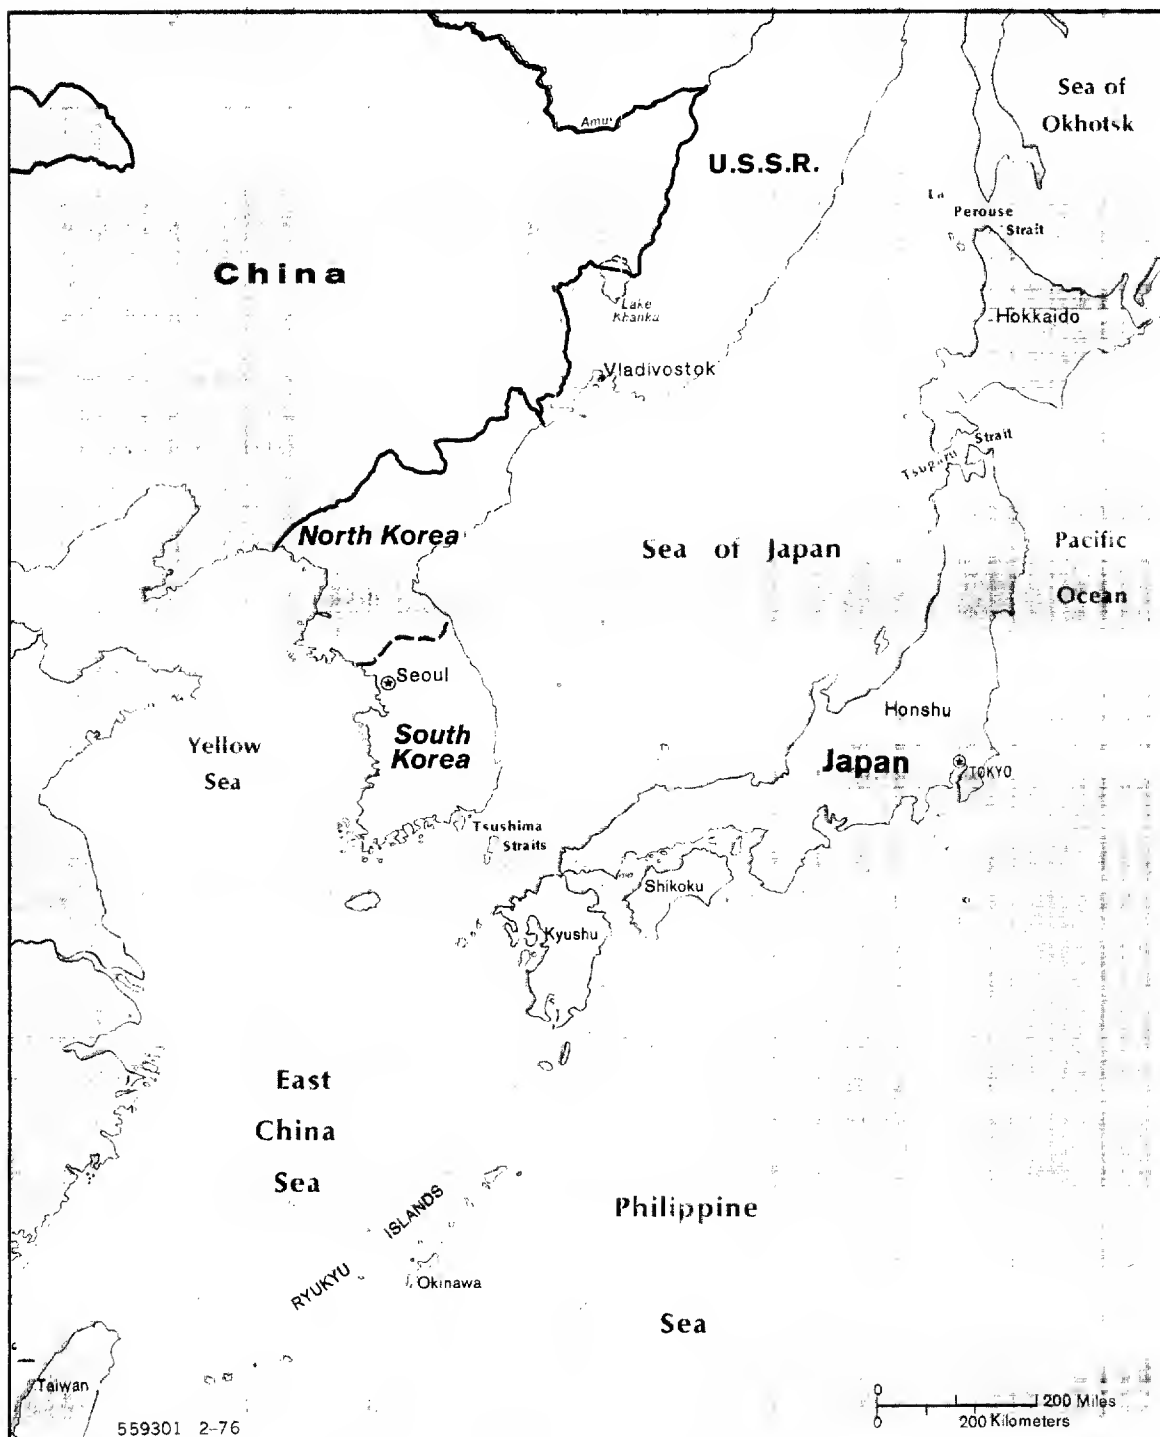 Sea of
Okhotsk
Amur
U.S.S.R.
La
Perouse
Strait
China
Lake
Khanka
Hokkaido
Vladivostok
Tsugaru Strait
North Korea
Sea of Japan
Pacific
Ocean
Seoul
Honshu
South
Korea
Yellow
Sea
Japan
TOKYO
Tsushima
Straits
Shikoku
Kyushu
East
China
Sea
RYUKYU ISLANDS
Philippine
Okinawa
Sea
Taiwan
0 200 Miles
0 200 Kilometers
559301 2-76